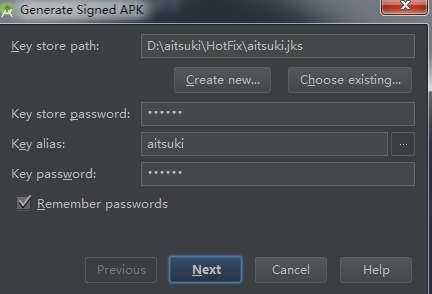 Generate Signed APK
Key store path: D:\aitsuki\HotFix\aitsuki.jks
Create new... Choose existing...
Key store password: ••••••
Key alias: aitsuki ...
Key password: ••••••
Remember passwords
Previous Next Cancel Help